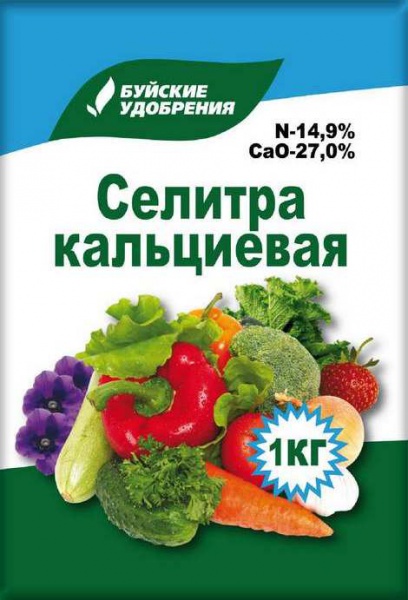 БУЙСКИЕ
УДОБРЕНИЯ
N-14,9%
CaO-27,0%
Селитра
кальциевая
1КГ